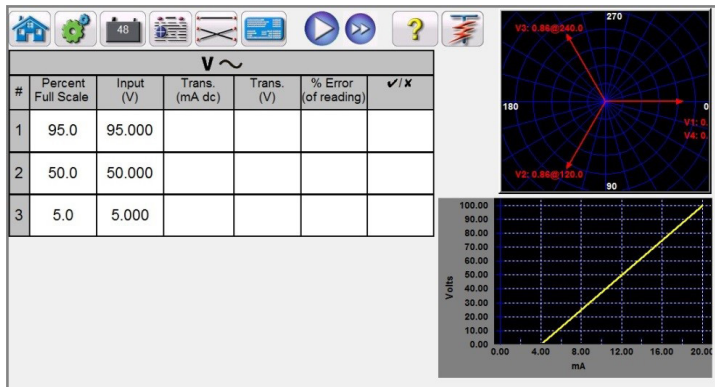 48
V ∼
# Percent Full Scale Input (V) Trans. (mA dc) Trans. (V) % Error (of reading) ✔/✘
1 95.0 95.000
2 50.0 50.000
3 5.0 5.000
?
270
V3: 0.86@240.0
180
0
V1: 0.
V4: 0.
V2: 0.86@120.0
90
100.00
90.00
80.00
70.00
60.00
50.00
40.00
30.00
20.00
10.00
0.00
Volts
0.00 4.00 8.00 12.00 16.00 20.00
mA